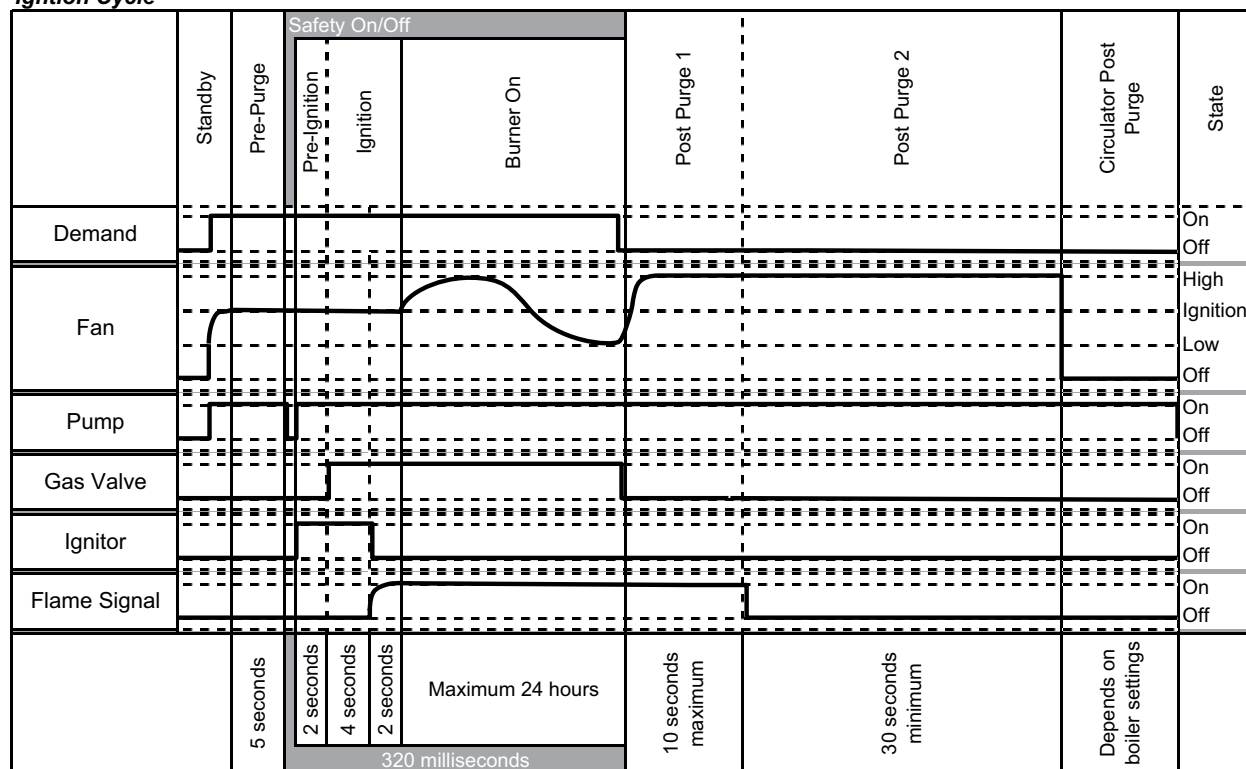 Ignition Cycle
Safety On/Off
Standby
Pre-Purge
Pre-Ignition
Ignition
Burner On
Post Purge 1
Post Purge 2
Circulator Post
Purge
State
Demand
On
Off
Fan
High
Ignition
Low
Off
Pump
On
Off
Gas Valve
On
Off
Ignitor
On
Off
Flame Signal
On
Off
5 seconds
2 seconds
4 seconds
2 seconds
Maximum 24 hours
10 seconds
maximum
30 seconds
minimum
Depends on
boiler settings
320 milliseconds